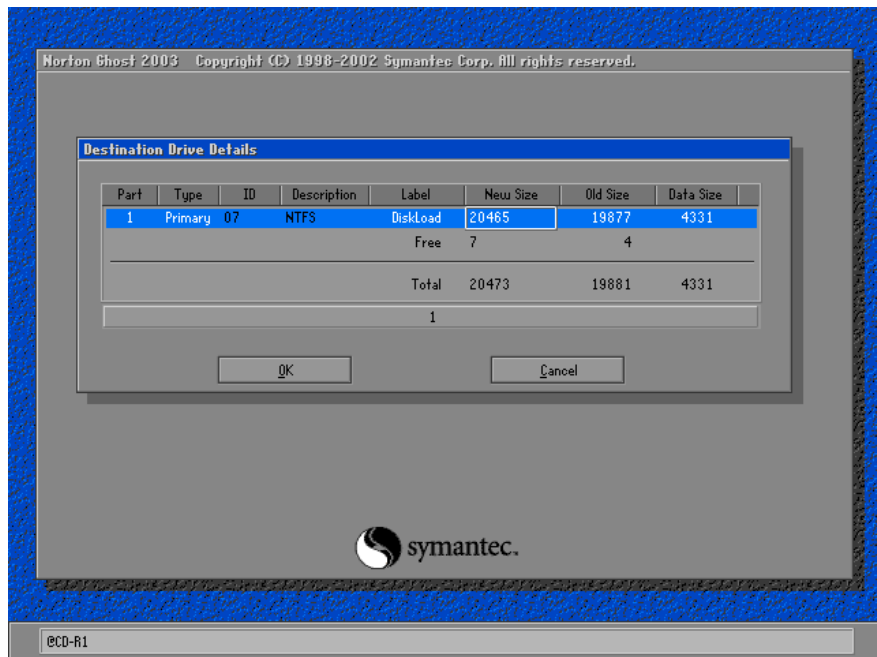 Norton Ghost 2003 Copyright (C) 1998-2002 Symantec Corp. All rights reserved.
Destination Drive Details
Part Type ID Description Label New Size Old Size Data Size
1 Primary 07 NTFS DiskLoad 20465 19877 4331
Free 7 4
Total 20473 19881 4331
1
OK Cancel
symantec.
@CD-R1